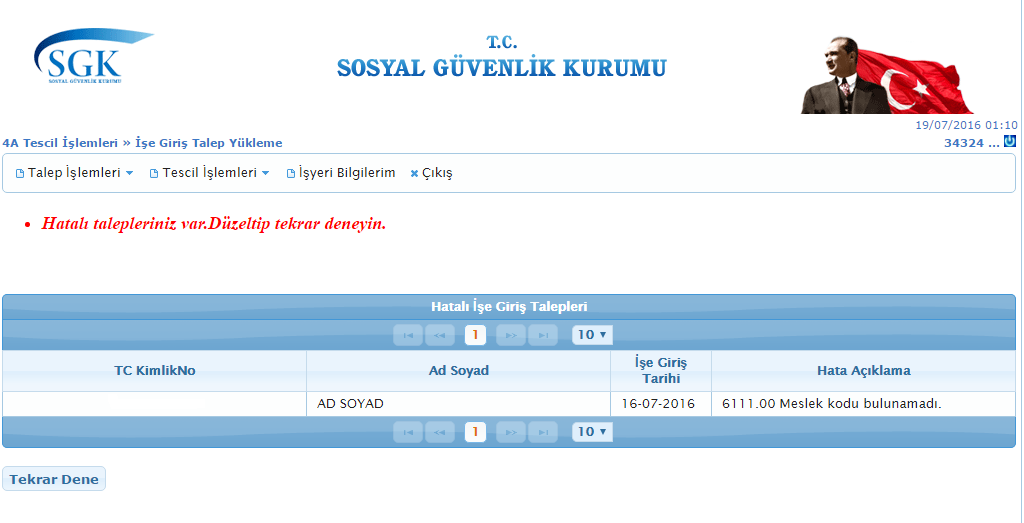 SGK
SOSYAL GÜVENLİK KURUMU
T.C.
SOSYAL GÜVENLİK KURUMU
19/07/2016 01:10
4A Tescil İşlemleri » İşe Giriş Talep Yükleme
34324 ...
Talep İşlemleri
Tescil İşlemleri
İşyeri Bilgilerim
Çıkış
Hatalı talepleriniz var.Düzeltip tekrar deneyin.
Hatalı İşe Giriş Talepleri
1
10
TC KimlikNo
Ad Soyad
İşe Giriş
Tarihi
Hata Açıklama
AD SOYAD
16-07-2016
6111.00 Meslek kodu bulunamadı.
1
10
Tekrar Dene